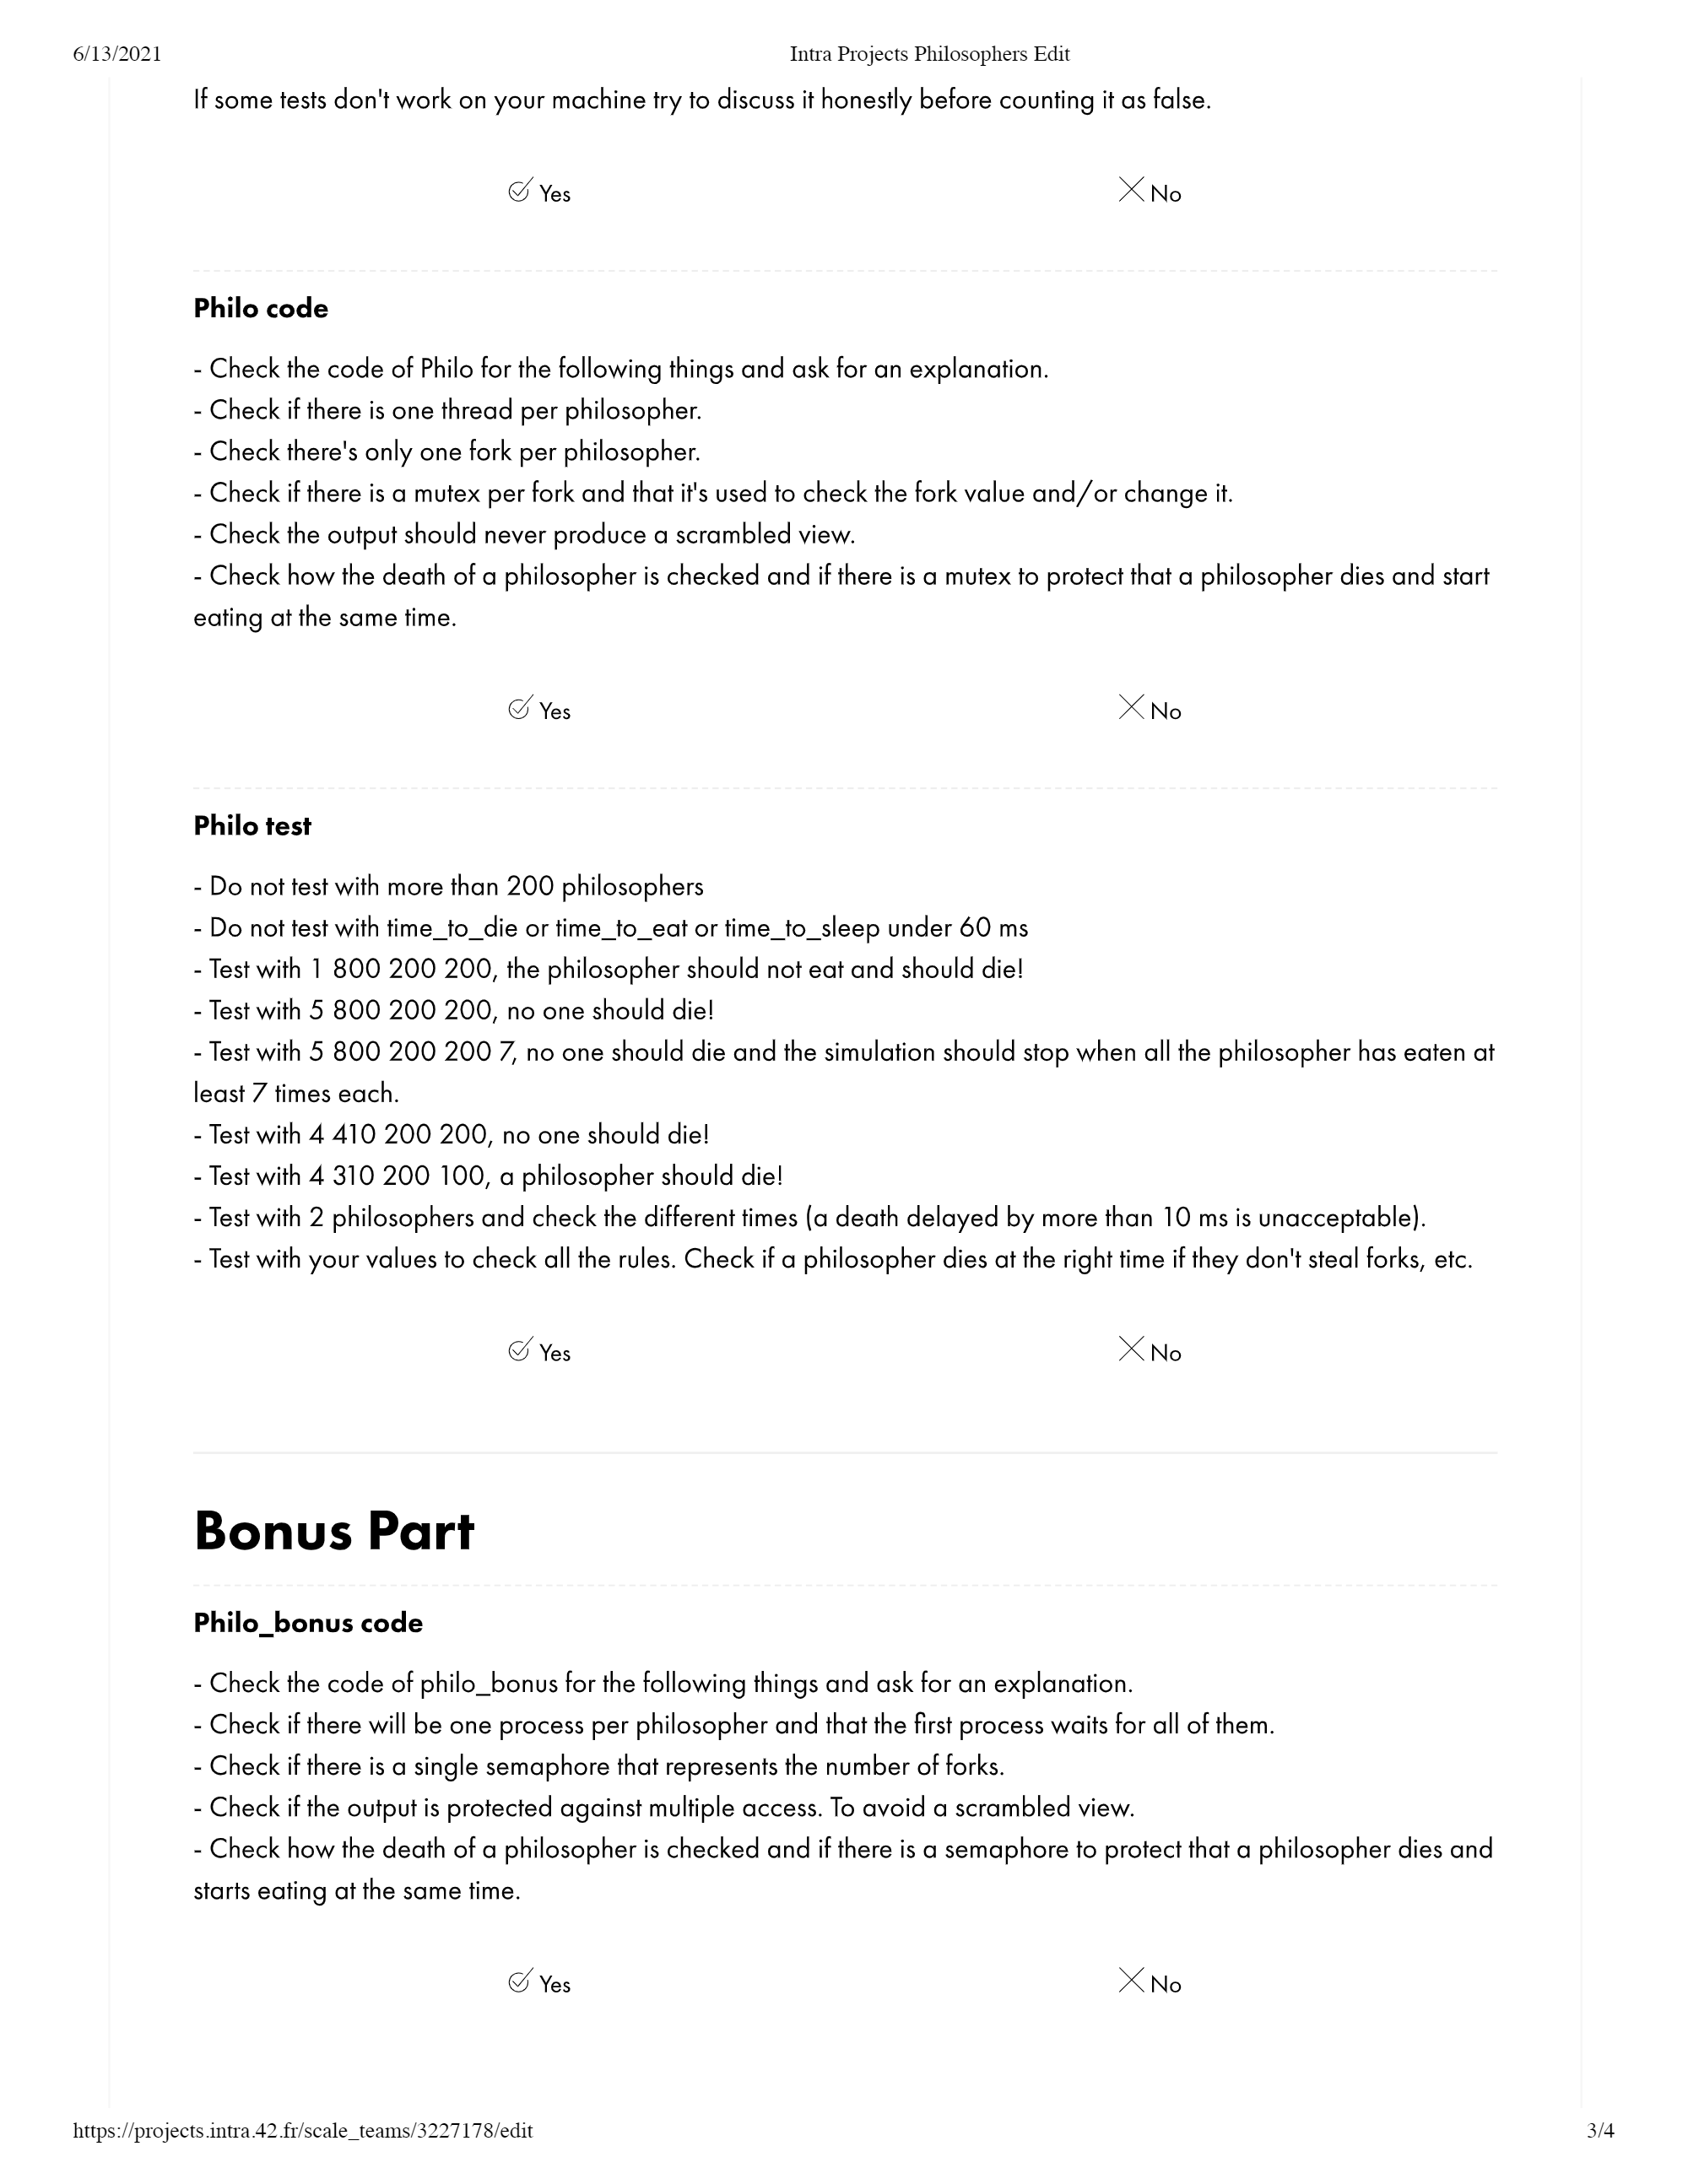 6/13/2021
Intra Projects Philosophers Edit
If some tests don't work on your machine try to discuss it honestly before counting it as false.
Yes
No
Philo code
- Check the code of Philo for the following things and ask for an explanation.
- Check if there is one thread per philosopher.
- Check there's only one fork per philosopher.
- Check if there is a mutex per fork and that it's used to check the fork value and/or change it.
- Check the output should never produce a scrambled view.
- Check how the death of a philosopher is checked and if there is a mutex to protect that a philosopher dies and start
eating at the same time.
Yes
No
Philo test
- Do not test with more than 200 philosophers
- Do not test with time_to_die or time_to_eat or time_to_sleep under 60 ms
- Test with 1 800 200 200, the philosopher should not eat and should die!
- Test with 5 800 200 200, no one should die!
- Test with 5 800 200 200 7, no one should die and the simulation should stop when all the philosopher has eaten at
least 7 times each.
- Test with 4 410 200 200, no one should die!
- Test with 4 310 200 100, a philosopher should die!
- Test with 2 philosophers and check the different times (a death delayed by more than 10 ms is unacceptable).
- Test with your values to check all the rules. Check if a philosopher dies at the right time if they don't steal forks, etc.
Yes
No
Bonus Part
Philo_bonus code
- Check the code of philo_bonus for the following things and ask for an explanation.
- Check if there will be one process per philosopher and that the first process waits for all of them.
- Check if there is a single semaphore that represents the number of forks.
- Check if the output is protected against multiple access. To avoid a scrambled view.
- Check how the death of a philosopher is checked and if there is a semaphore to protect that a philosopher dies and
starts eating at the same time.
Yes
No
https://projects.intra.42.fr/scale_teams/3227178/edit
3/4